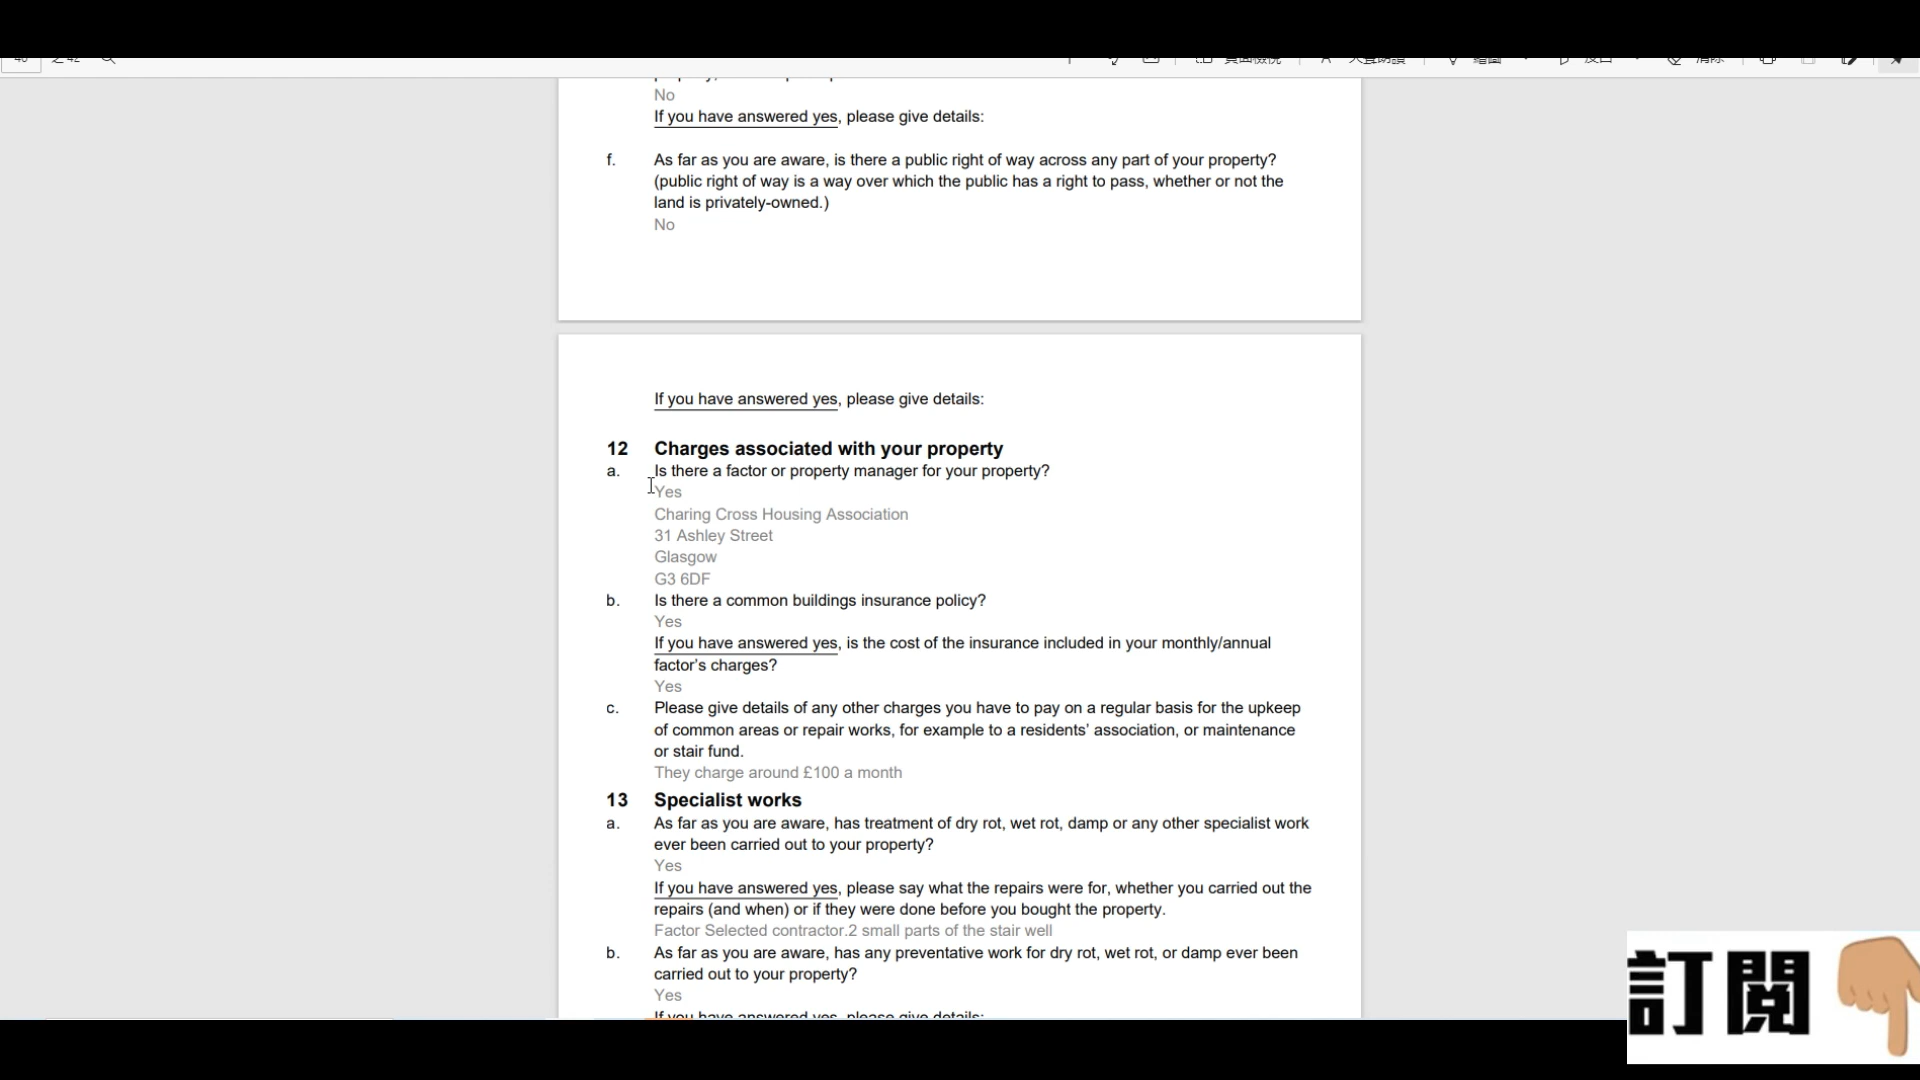 No
If you have answered yes, please give details:
f. As far as you are aware, is there a public right of way across any part of your property?
(public right of way is a way over which the public has a right to pass, whether or not the
land is privately-owned.)
No
If you have answered yes, please give details:
12 Charges associated with your property
a. Is there a factor or property manager for your property?
Yes
Charing Cross Housing Association
31 Ashley Street
Glasgow
G3 6DF
b. Is there a common buildings insurance policy?
Yes
If you have answered yes, is the cost of the insurance included in your monthly/annual
factor’s charges?
Yes
c. Please give details of any other charges you have to pay on a regular basis for the upkeep
of common areas or repair works, for example to a residents’ association, or maintenance
or stair fund.
They charge around £100 a month
13 Specialist works
a. As far as you are aware, has treatment of dry rot, wet rot, damp or any other specialist work
ever been carried out to your property?
Yes
If you have answered yes, please say what the repairs were for, whether you carried out the
repairs (and when) or if they were done before you bought the property.
Factor Selected contractor.2 small parts of the stair well
b. As far as you are aware, has any preventative work for dry rot, wet rot, or damp ever been
carried out to your property?
Yes
If you have answered yes, please give details:
訂閱